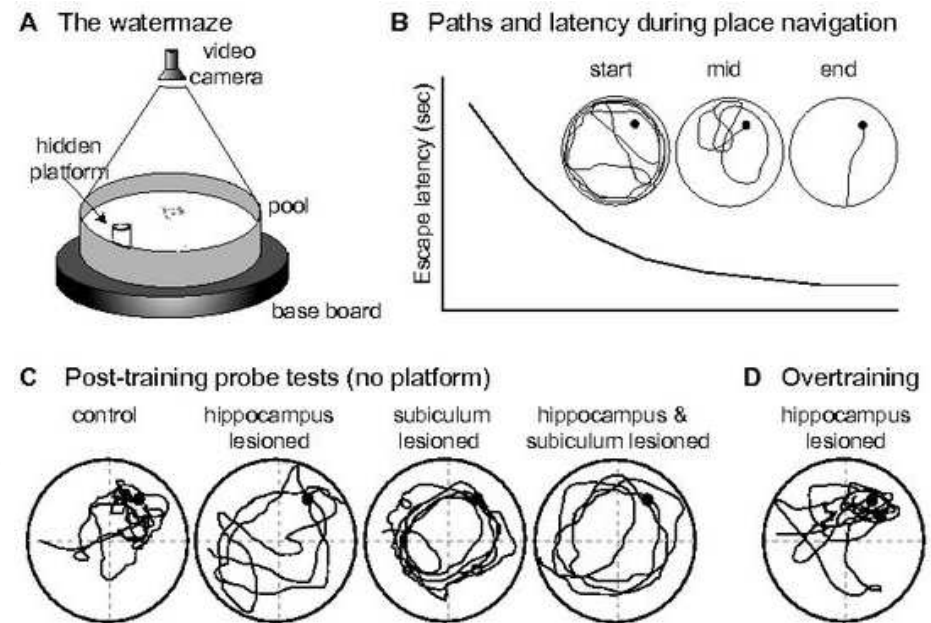 A The watermaze
video
camera
hidden
platform
pool
base board
B Paths and latency during place navigation
start mid end
Escape latency (sec)
C Post-training probe tests (no platform)
control
hippocampus
lesioned
subiculum
lesioned
hippocampus &
subiculum lesioned
D Overtraining
hippocampus
lesioned